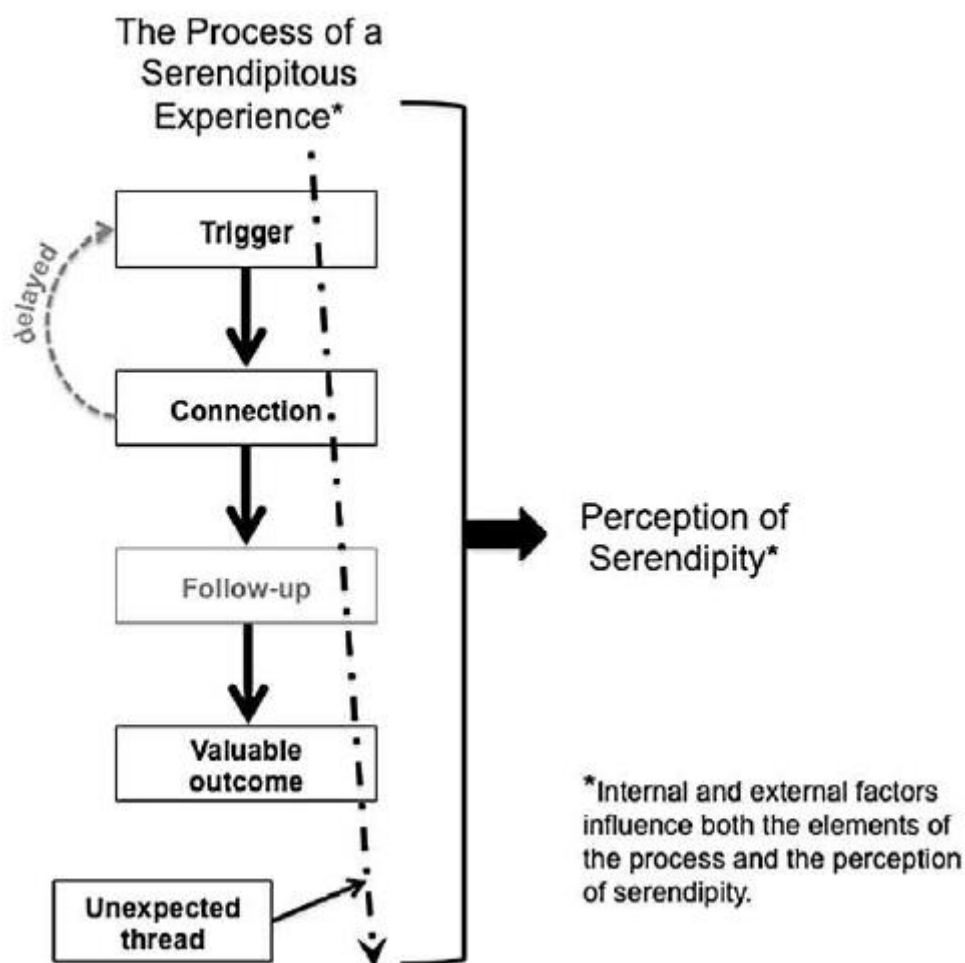 The Process of a
Serendipitous
Experience*
Trigger
delayed
Connection
Follow-up
Valuable
outcome
Unexpected
thread
Perception of
Serendipity*
*Internal and external factors
influence both the elements of
the process and the perception
of serendipity.